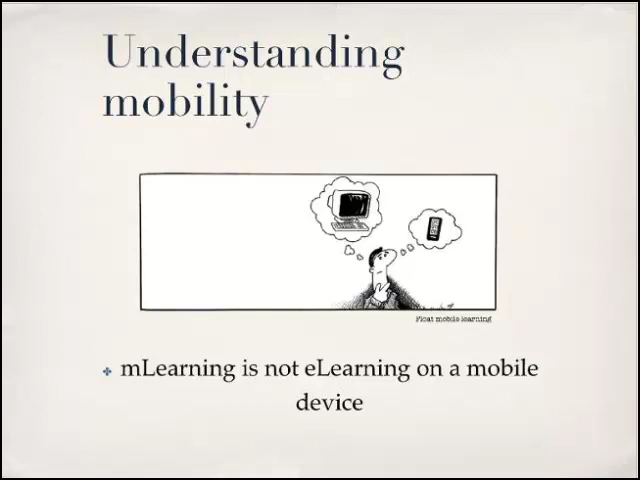 Understanding
mobility
Float mobile learning
mLearning is not eLearning on a mobile
device